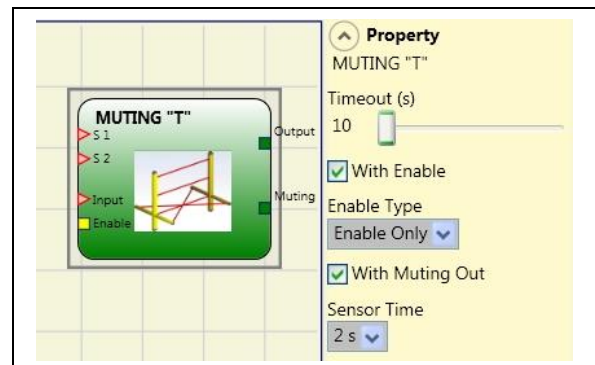 MUTING "T"
S 1
S 2
Input
Enable
Output
Muting
Property
MUTING "T"
Timeout (s)
10
With Enable
Enable Type
Enable Only
With Muting Out
Sensor Time
2 s